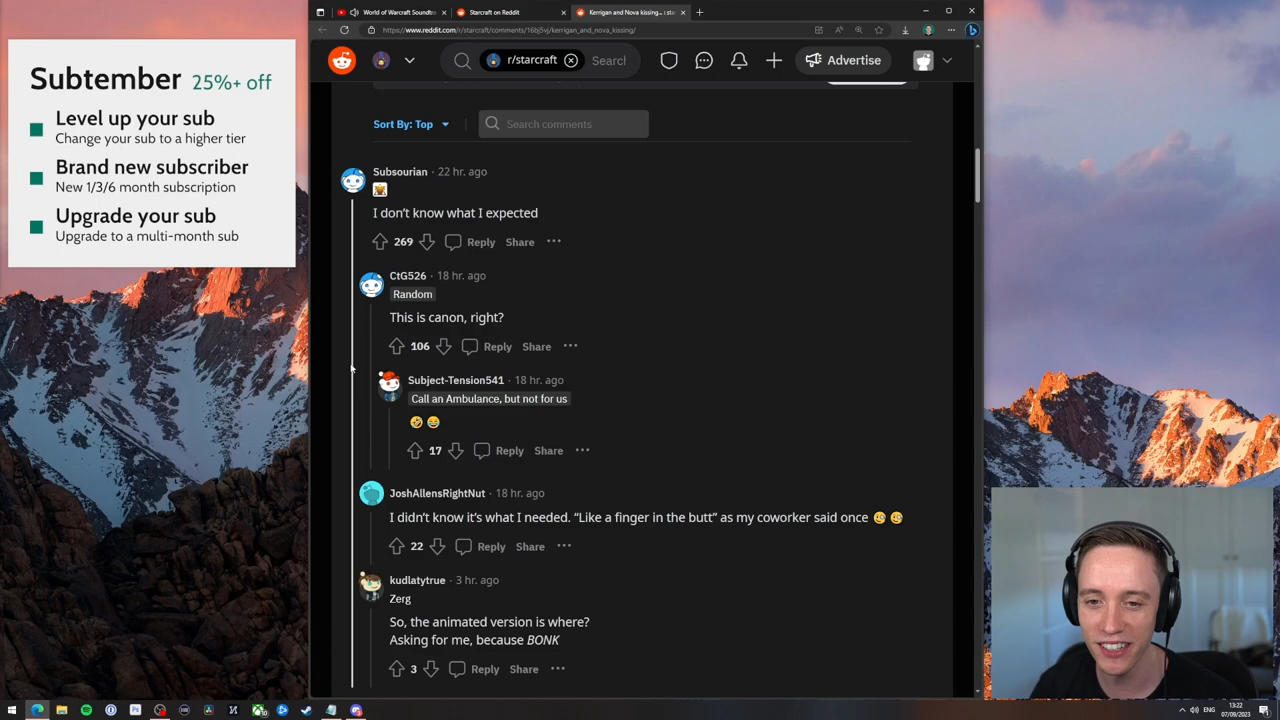 World of Warcraft Soundtr
Starcraft on Reddit
Kerrigan and Nova kissing... : star
https://www.reddit.com/r/starcraft/comments/16bj5vj/kerrigan_and_nova_kissing/
r/starcraft
Search
Advertise
Subtember 25%+ off
Level up your sub
Change your sub to a higher tier
Brand new subscriber
New 1/3/6 month subscription
Upgrade your sub
Upgrade to a multi-month sub
Sort By: Top
Search comments
Subsourian · 22 hr. ago
I don’t know what I expected
269 Reply Share
CtG526 · 18 hr. ago
Random
This is canon, right?
106 Reply Share
Subject-Tension541 · 18 hr. ago
Call an Ambulance, but not for us
🤣 😂
17 Reply Share
JoshAllensRightNut · 18 hr. ago
I didn’t know it’s what I needed. “Like a finger in the butt” as my coworker said once
22 Reply Share
kudlatytrue · 3 hr. ago
Zerg
So, the animated version is where?
Asking for me, because BONK
3 Reply Share
ENG
13:22
07/09/2023